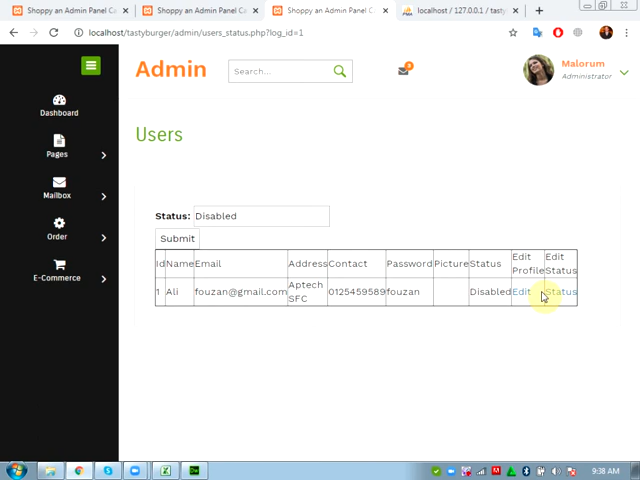 Shoppy an Admin Panel Ca
Shoppy an Admin Panel Ca
Shoppy an Admin Panel Ca
localhost / 127.0.0.1 / tasty
localhost/tastyburger/admin/users_status.php?log_id=1
Admin
Search...
Malorum
Administrator
Dashboard
Pages
Mailbox
Order
E-Commerce
Users
Status: Disabled
Submit
Id Name Email Address Contact Password Picture Status Edit Profile Edit Status
1 Ali fouzan@gmail.com Aptech SFC 0125459589 fouzan Disabled Edit Status
9:38 AM